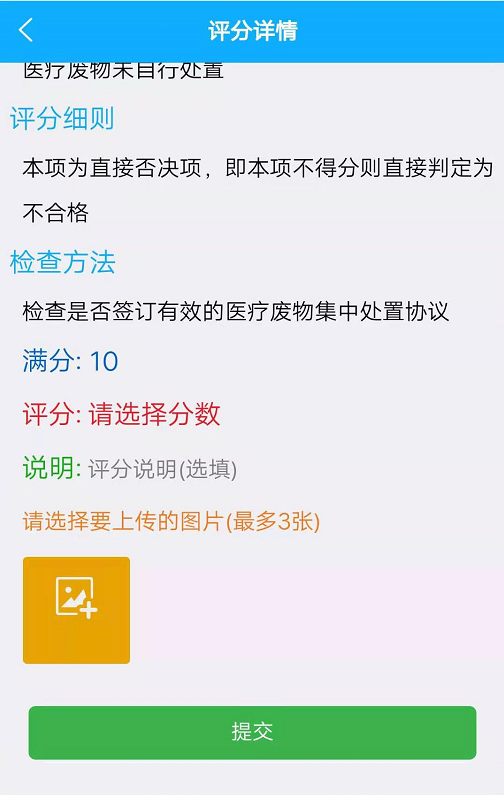 评分详情
医疗废物未自行处置
评分细则
本项为直接否决项，即本项不得分则直接判定为
不合格
检查方法
检查是否签订有效的医疗废物集中处置协议
满分: 10
评分: 请选择分数
说明: 评分说明(选填)
请选择要上传的图片(最多3张)
提交